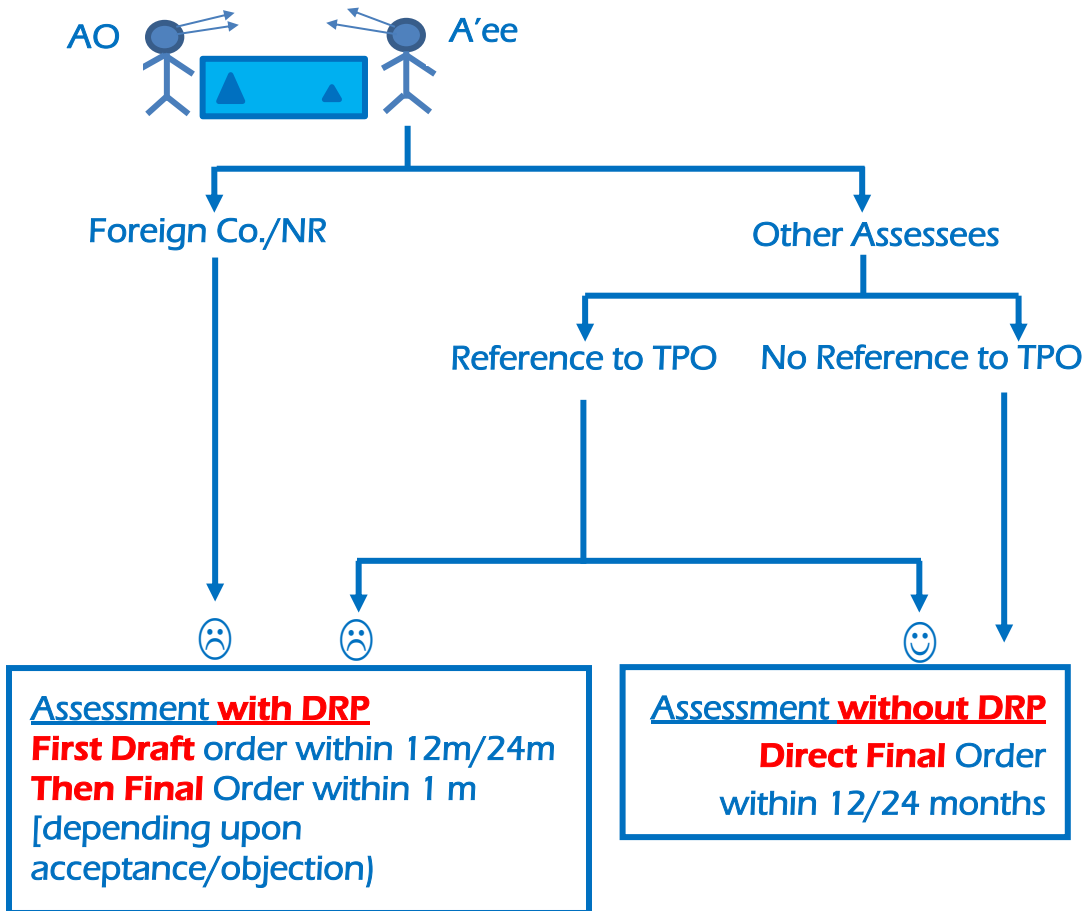 AO
A'ee
Foreign Co./NR
Other Assessees
Reference to TPO
No Reference to TPO
Assessment with DRP
First Draft order within 12m/24m
Then Final Order within 1 m
[depending upon
acceptance/objection)
Assessment without DRP
Direct Final Order
within 12/24 months